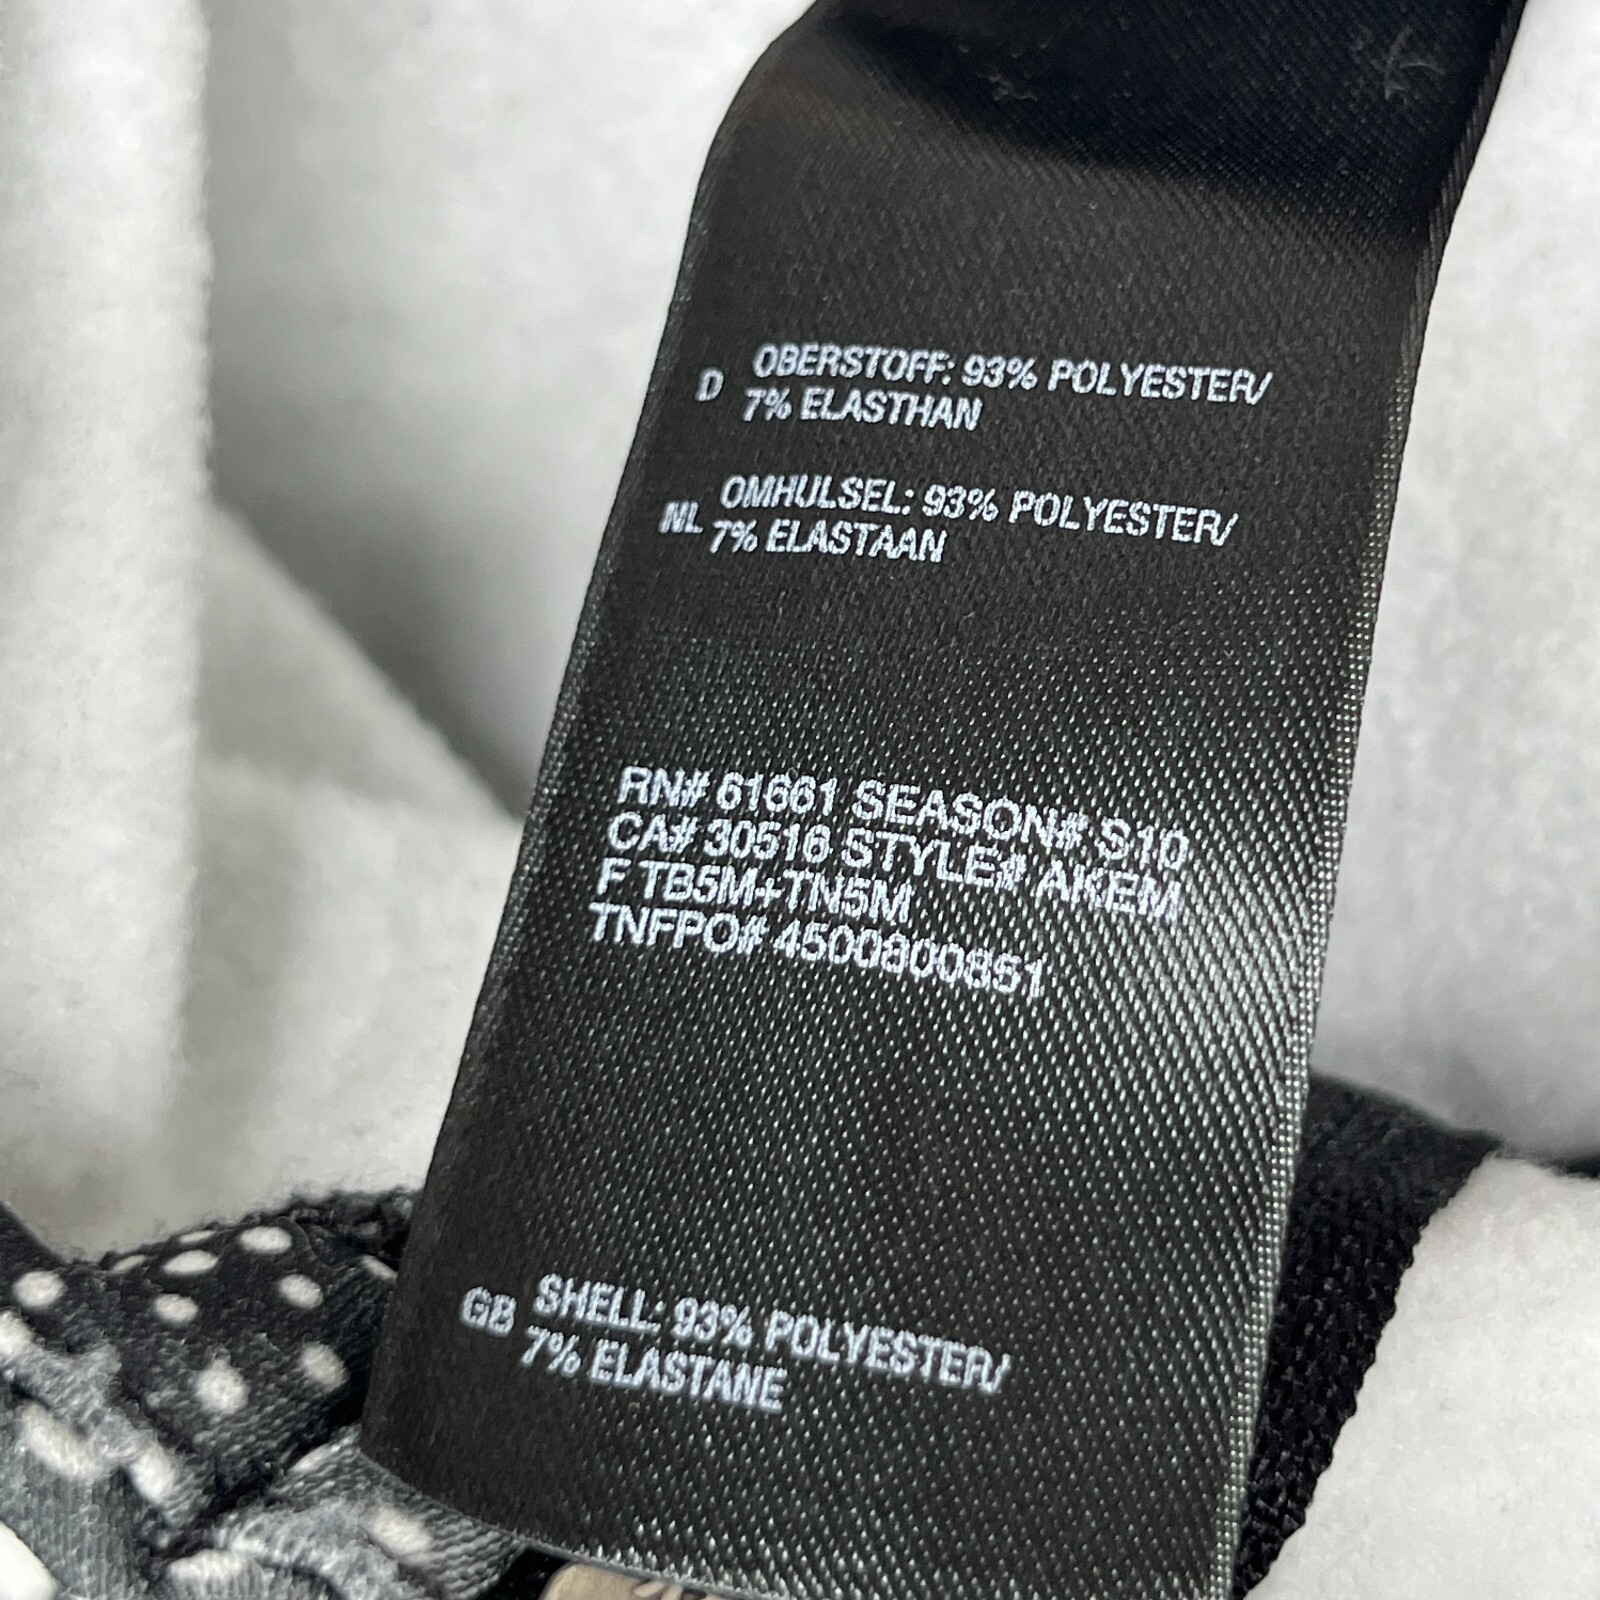 D OBERSTOFF: 93% POLYESTER/
7% ELASTHAN
NL OMHULSEL: 93% POLYESTER/
7% ELASTAAN
RN# 61661 SEASON# S10
CA# 30516 STYLE# AKEM
F TB5M+TN5M
TNFPO# 4500800851
GB SHELL: 93% POLYESTER/
7% ELASTANE